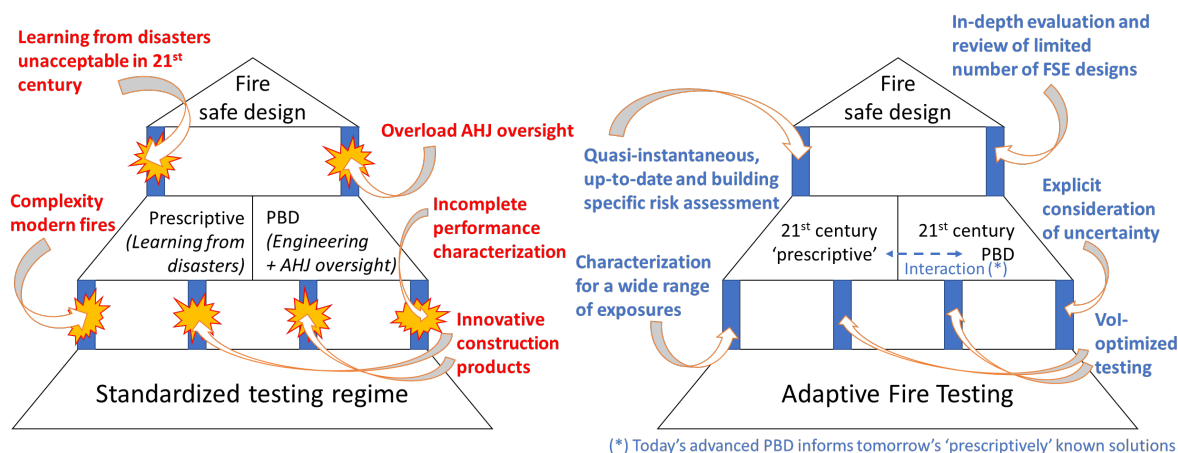 Learning from disasters
unacceptable in 21st
century
Fire
safe design
Overload AHJ oversight
Complexity
modern fires
Prescriptive
(Learning from
disasters)
PBD
(Engineering
+ AHJ oversight)
Incomplete
performance
characterization
Innovative
construction
products
Standardized testing regime
In-depth evaluation and
review of limited
number of FSE designs
Fire
safe design
Quasi-instantaneous,
up-to-date and building
specific risk assessment
Explicit
consideration
of uncertainty
21st century
'prescriptive'
21st century
PBD
Interaction (*)
Characterization
for a wide range
of exposures
VoI-
optimized
testing
Adaptive Fire Testing
(*) Today's advanced PBD informs tomorrow's 'prescriptively' known solutions